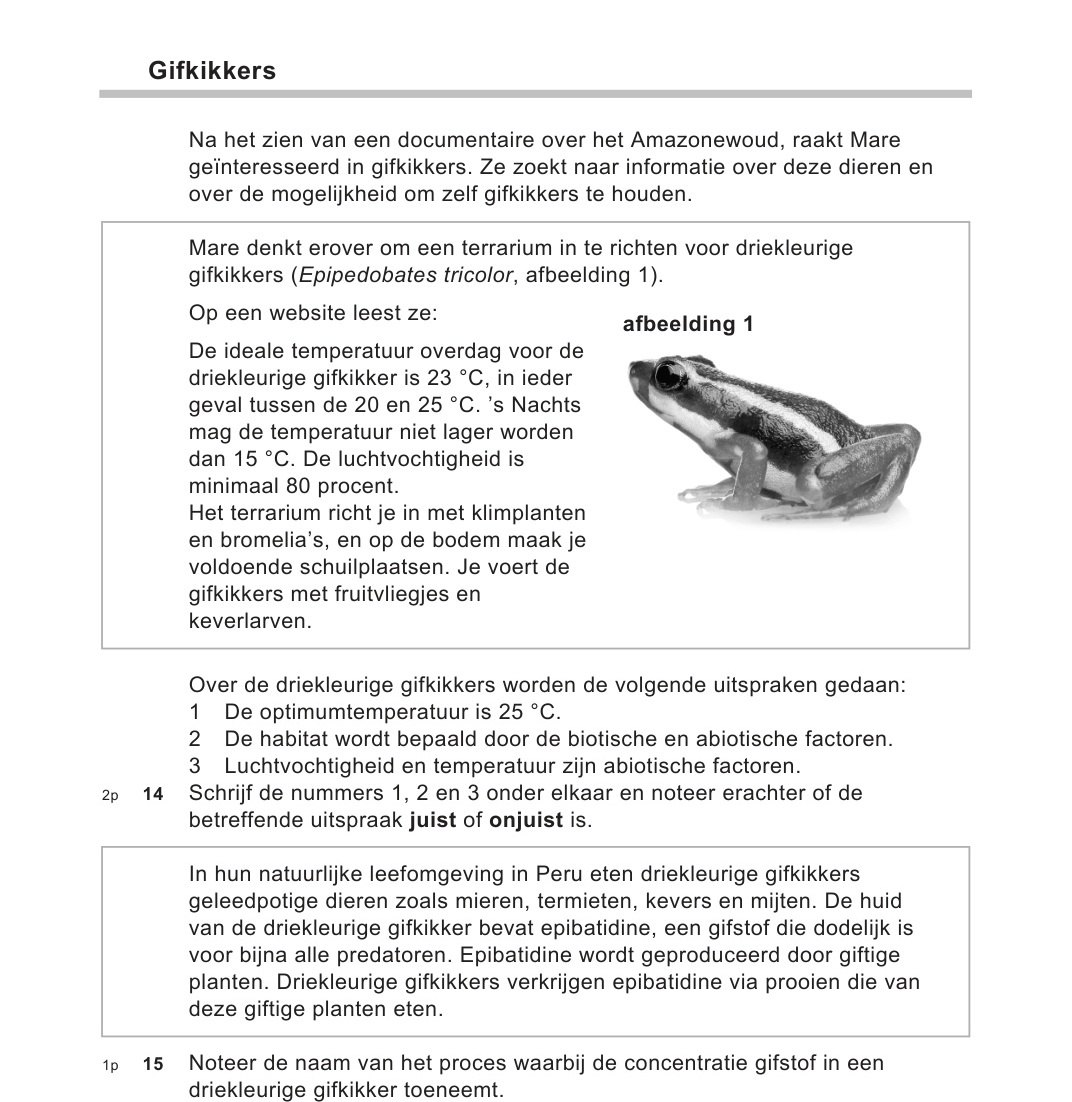 Gifkikkers
Na het zien van een documentaire over het Amazonewoud, raakt Mare
geïnteresseerd in gifkikkers. Ze zoekt naar informatie over deze dieren en
over de mogelijkheid om zelf gifkikkers te houden.
Mare denkt erover om een terrarium in te richten voor driekleurige
gifkikkers (Epipedobates tricolor, afbeelding 1).
Op een website leest ze:
afbeelding 1
De ideale temperatuur overdag voor de
driekleurige gifkikker is 23 °C, in ieder
geval tussen de 20 en 25 °C. ’s Nachts
mag de temperatuur niet lager worden
dan 15 °C. De luchtvochtigheid is
minimaal 80 procent.
Het terrarium richt je in met klimplanten
en bromelia’s, en op de bodem maak je
voldoende schuilplaatsen. Je voert de
gifkikkers met fruitvliegjes en
keverlarven.
Over de driekleurige gifkikkers worden de volgende uitspraken gedaan:
1 De optimumtemperatuur is 25 °C.
2 De habitat wordt bepaald door de biotische en abiotische factoren.
3 Luchtvochtigheid en temperatuur zijn abiotische factoren.
2p 14 Schrijf de nummers 1, 2 en 3 onder elkaar en noteer erachter of de
betreffende uitspraak juist of onjuist is.
In hun natuurlijke leefomgeving in Peru eten driekleurige gifkikkers
geleedpotige dieren zoals mieren, termieten, kevers en mijten. De huid
van de driekleurige gifkikker bevat epibatidine, een gifstof die dodelijk is
voor bijna alle predatoren. Epibatidine wordt geproduceerd door giftige
planten. Driekleurige gifkikkers verkrijgen epibatidine via prooien die van
deze giftige planten eten.
1p 15 Noteer de naam van het proces waarbij de concentratie gifstof in een
driekleurige gifkikker toeneemt.